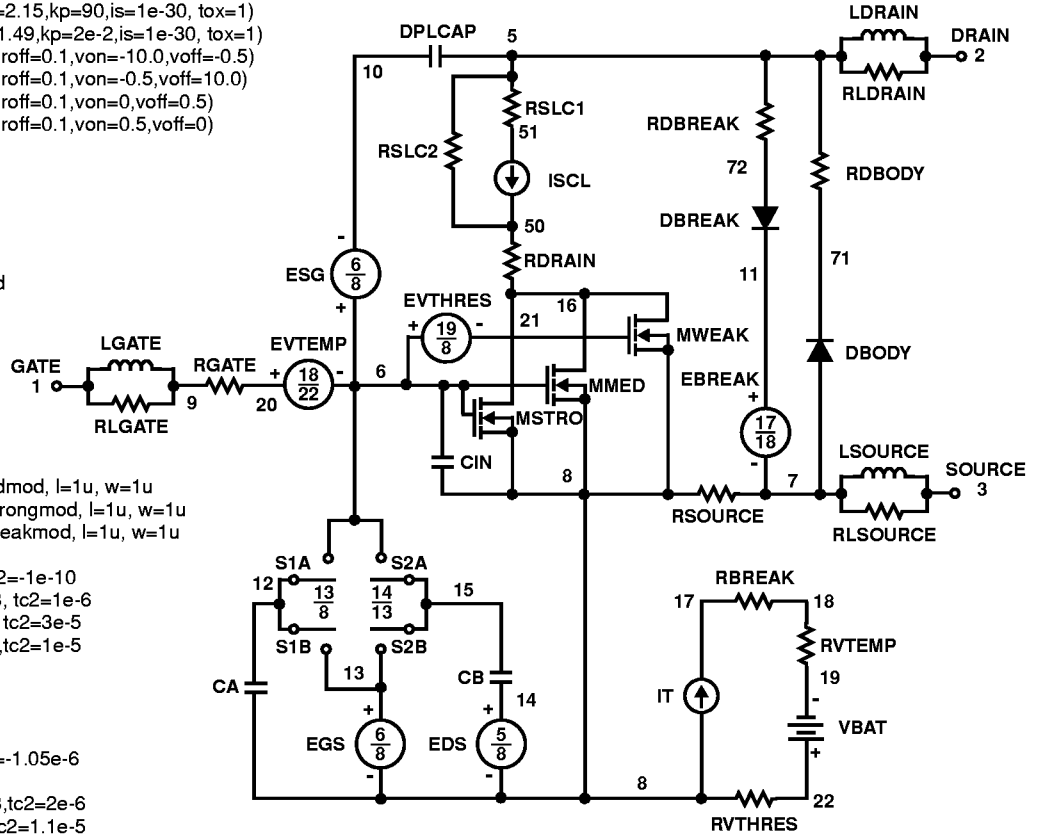 =2.15,kp=90,is=1e-30, tox=1)
1.49,kp=2e-2,is=1e-30, tox=1)
roff=0.1,von=-10.0,voff=-0.5)
roff=0.1,von=-0.5,voff=10.0)
roff=0.1,von=0,voff=0.5)
roff=0.1,von=0.5,voff=0)
d
dmod, l=1u, w=1u
rongmod, l=1u, w=1u
eakmod, l=1u, w=1u
2=-1e-10
3, tc2=1e-6
tc2=3e-5
,tc2=1e-5
=-1.05e-6
3,tc2=2e-6
c2=1.1e-5
LDRAIN
DPLCAP
5
DRAIN
2
10
RLDRAIN
RSLC1
51
RDBREAK
RSLC2
72
RDBODY
ISCL
DBREAK
50
71
RDRAIN
11
ESG
6
8
-
+
EVTHRES
16
21
+
19
8
-
MWEAK
LGATE
EVTEMP
GATE
1
RGATE
+
18
22
-
6
MMED
EBREAK
+
DBODY
9
20
MSTRO
RLGATE
17
18
-
CIN
8
7
LSOURCE
SOURCE
3
RSOURCE
RLSOURCE
S1A
S2A
12
13
8
14
13
15
S1B
S2B
13
CA
CB
14
+
+
EGS
6
8
EDS
5
8
-
-
8
RBREAK
17
18
RVTEMP
19
IT
-
VBAT
+
22
RVTHRES